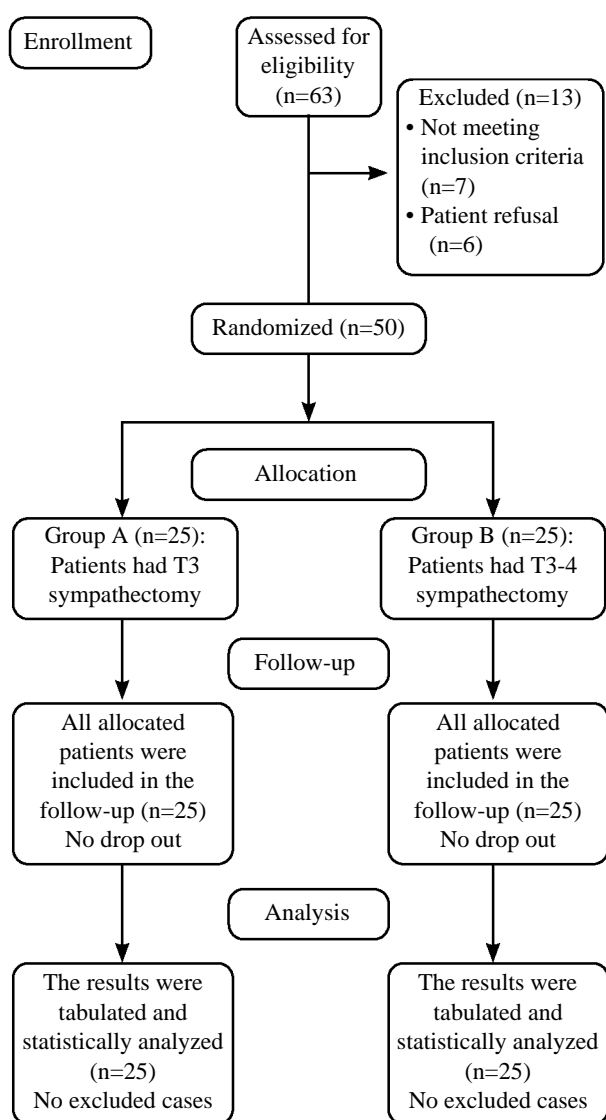 Enrollment
Assessed for
eligibility
(n=63)
Excluded (n=13)
• Not meeting
inclusion criteria
(n=7)
• Patient refusal
(n=6)
Randomized (n=50)
Allocation
Group A (n=25):
Patients had T3
sympathectomy
Group B (n=25):
Patients had T3-4
sympathectomy
Follow-up
All allocated
patients were
included in the
follow-up (n=25)
No drop out
All allocated
patients were
included in the
follow-up (n=25)
No drop out
Analysis
The results were
tabulated and
statistically analyzed
(n=25)
No excluded cases
The results were
tabulated and
statistically analyzed
(n=25)
No excluded cases